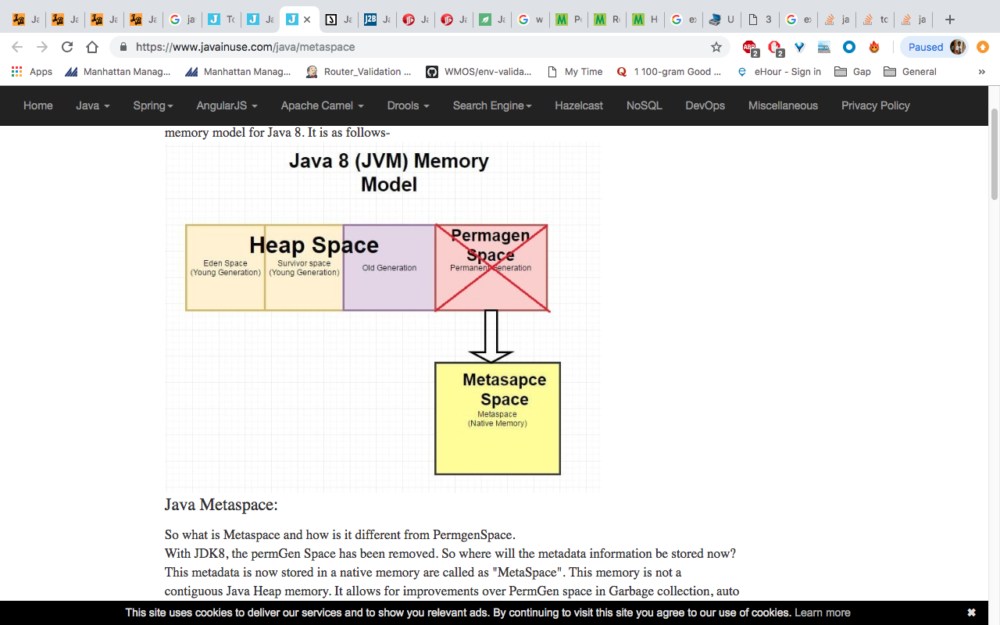 Ja
Ja
Ja
Ja
ja
To
Ja
J
Ja
J2B
Ja
Ja
Ja
Ja
w
Po
Re
H
ex
U
3
ex
ja
to
ja
https://www.javainuse.com/java/metaspace
ABP 2
2
Paused
Apps
Manhattan Manag...
Manhattan Manag...
Router_Validation ...
WMOS/env-valida...
My Time
1 100-gram Good ...
eHour - Sign in
Gap
General
»
Home Java Spring AngularJS Apache Camel Drools Search Engine Hazelcast NoSQL DevOps Miscellaneous Privacy Policy
memory model for Java 8. It is as follows-
Java 8 (JVM) Memory
Model
Heap Space
Eden Space
(Young Generation)
Survivor space
(Young Generation)
Old Generation
Permagen
Space
Permanent Generation
Metasapce
Space
Metaspace
(Native Memory)
Java Metaspace:
So what is Metaspace and how is it different from PermgenSpace.
With JDK8, the permGen Space has been removed. So where will the metadata information be stored now?
This metadata is now stored in a native memory are called as "MetaSpace". This memory is not a
contiguous Java Heap memory. It allows for improvements over PermGen space in Garbage collection, auto
This site uses cookies to deliver our services and to show you relevant ads. By continuing to visit this site you agree to our use of cookies. Learn more